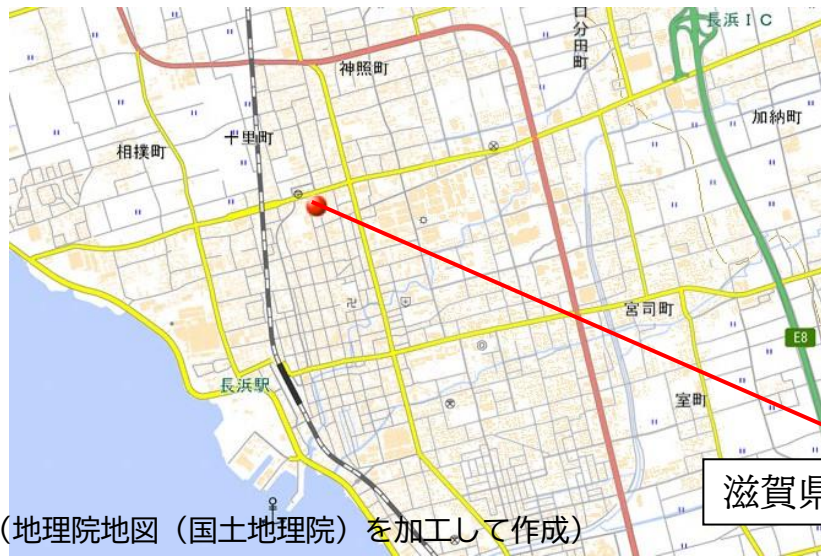 長浜IC
口分田町
神照町
加納町
十里町
相撲町
宮司町
E8
長浜駅
室町
滋賀県
（地理院地図（国土地理院）を加工して作成）